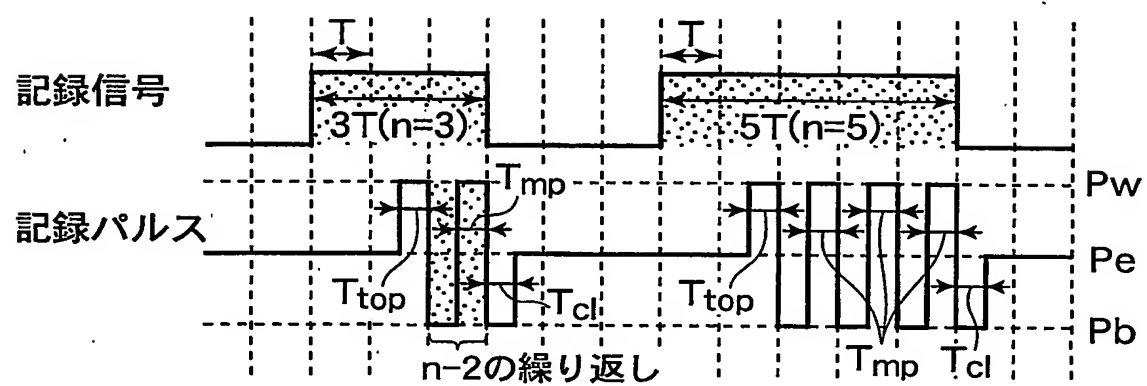 T
T
記録信号
3T(n=3)
5T(n=5)
Tmp
Pw
記録パルス
Pe
Ttop
Tcl
Ttop
Pb
n-2の繰り返し
Tmp
Tcl